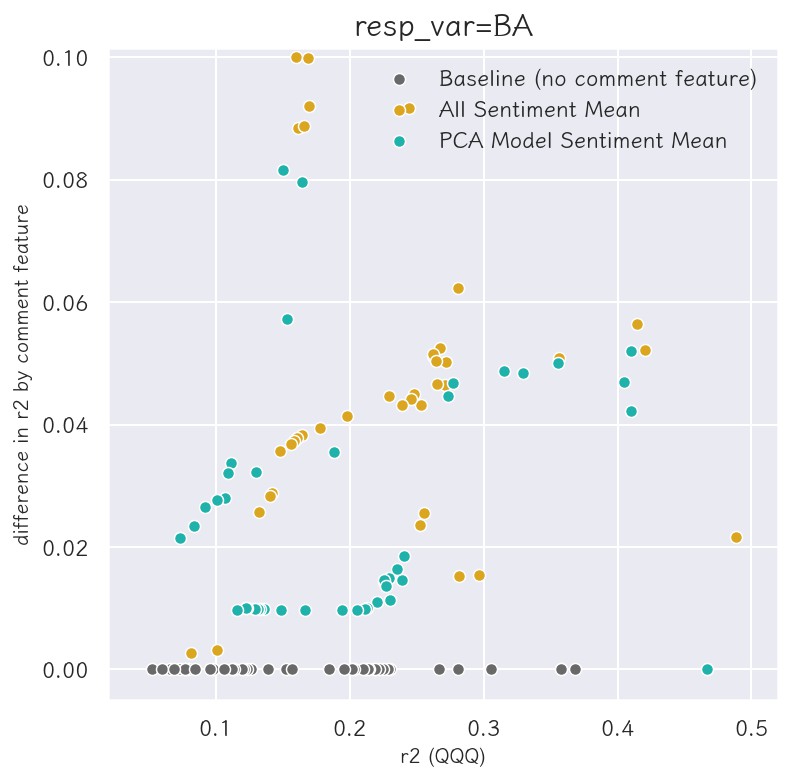 resp_var=BA
0.10
0.08
0.06
0.04
0.02
0.00
difference in r2 by comment feature
Baseline (no comment feature)
All Sentiment Mean
PCA Model Sentiment Mean
0.1 0.2 0.3 0.4 0.5
r2 (QQQ)